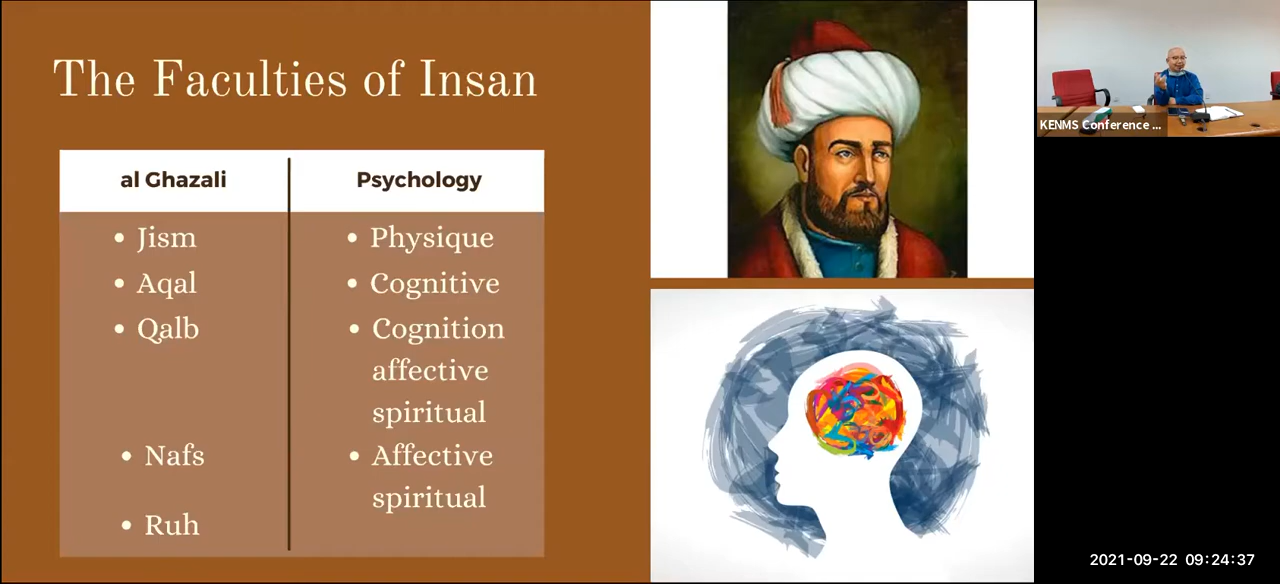 The Faculties of Insan
al Ghazali
Psychology
Jism
Physique
Aqal
Cognitive
Qalb
Cognition
affective
spiritual
Nafs
Affective
spiritual
Ruh
KENMS Conference ...
2021-09-22 09:24:37